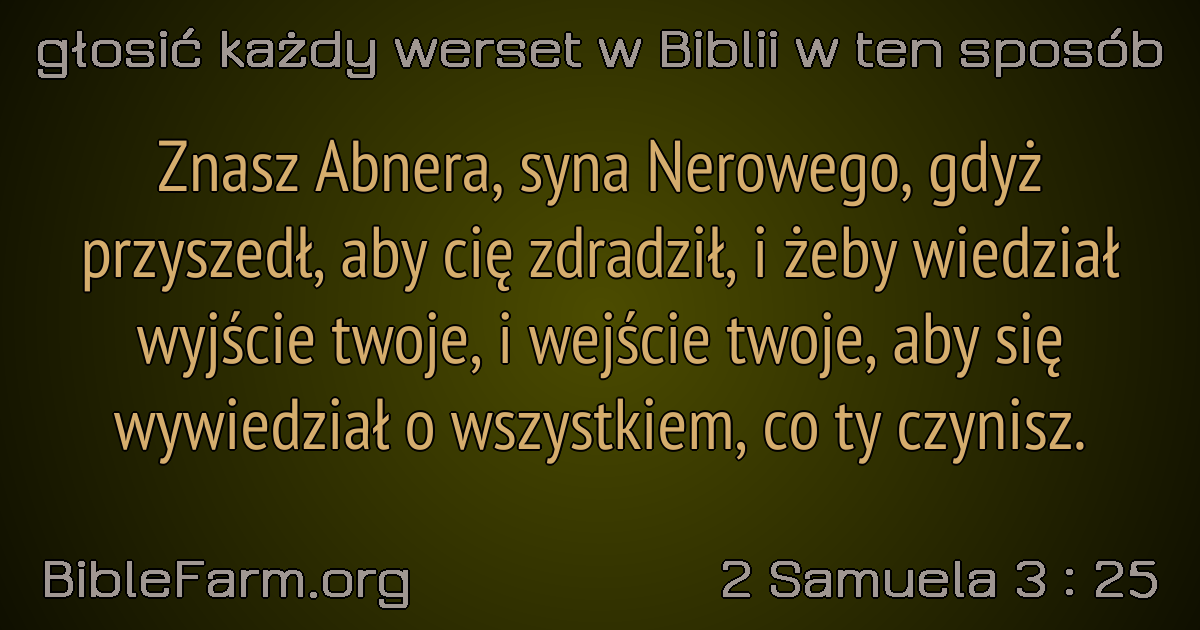 głosić każdy werset w Biblii w ten sposób
Znasz Abnera, syna Nerowego, gdyż
przyszedł, aby cię zdradził, i żeby wiedział
wyjście twoje, i wejście twoje, aby się
wywiedział o wszystkiem, co ty czynisz.
BibleFarm.org
2 Samuela 3 : 25